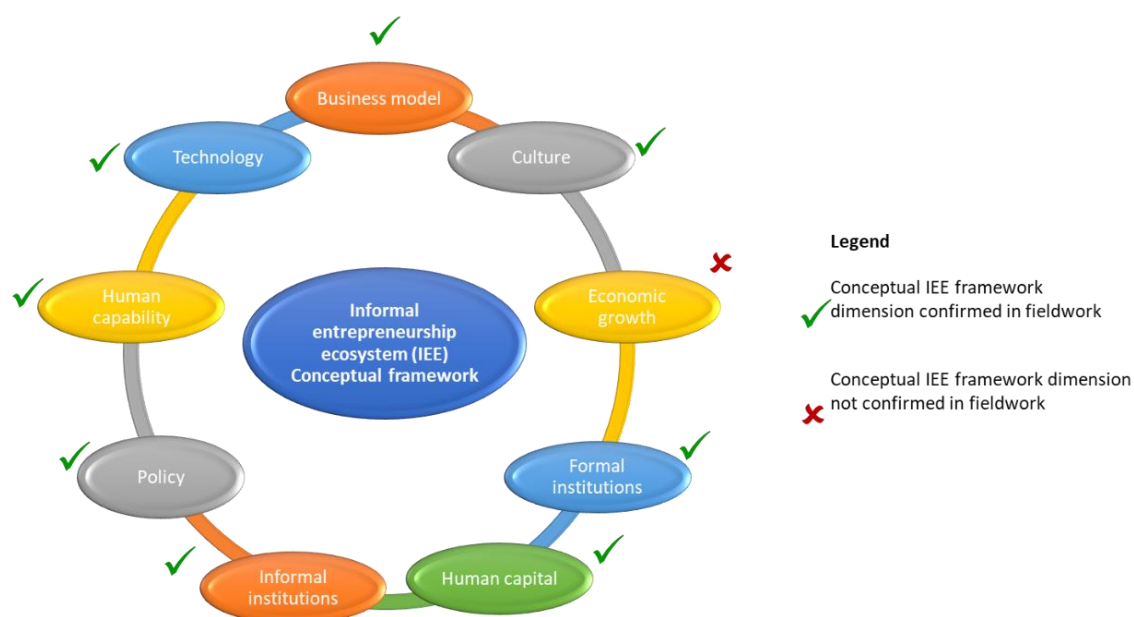 Business model
Technology
Culture
Human
capability
Informal
entrepreneurship
ecosystem (IEE)
Conceptual framework
Economic
growth
Policy
Formal
institutions
Informal
institutions
Human capital
Legend
Conceptual IEE framework
dimension confirmed in fieldwork
Conceptual IEE framework dimension
not confirmed in fieldwork